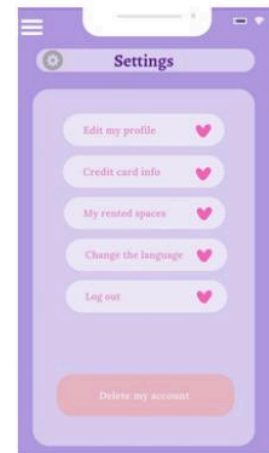 Settings
Edit my profile
Credit card info
My rented spaces
Change the language
Log out
Delete my account